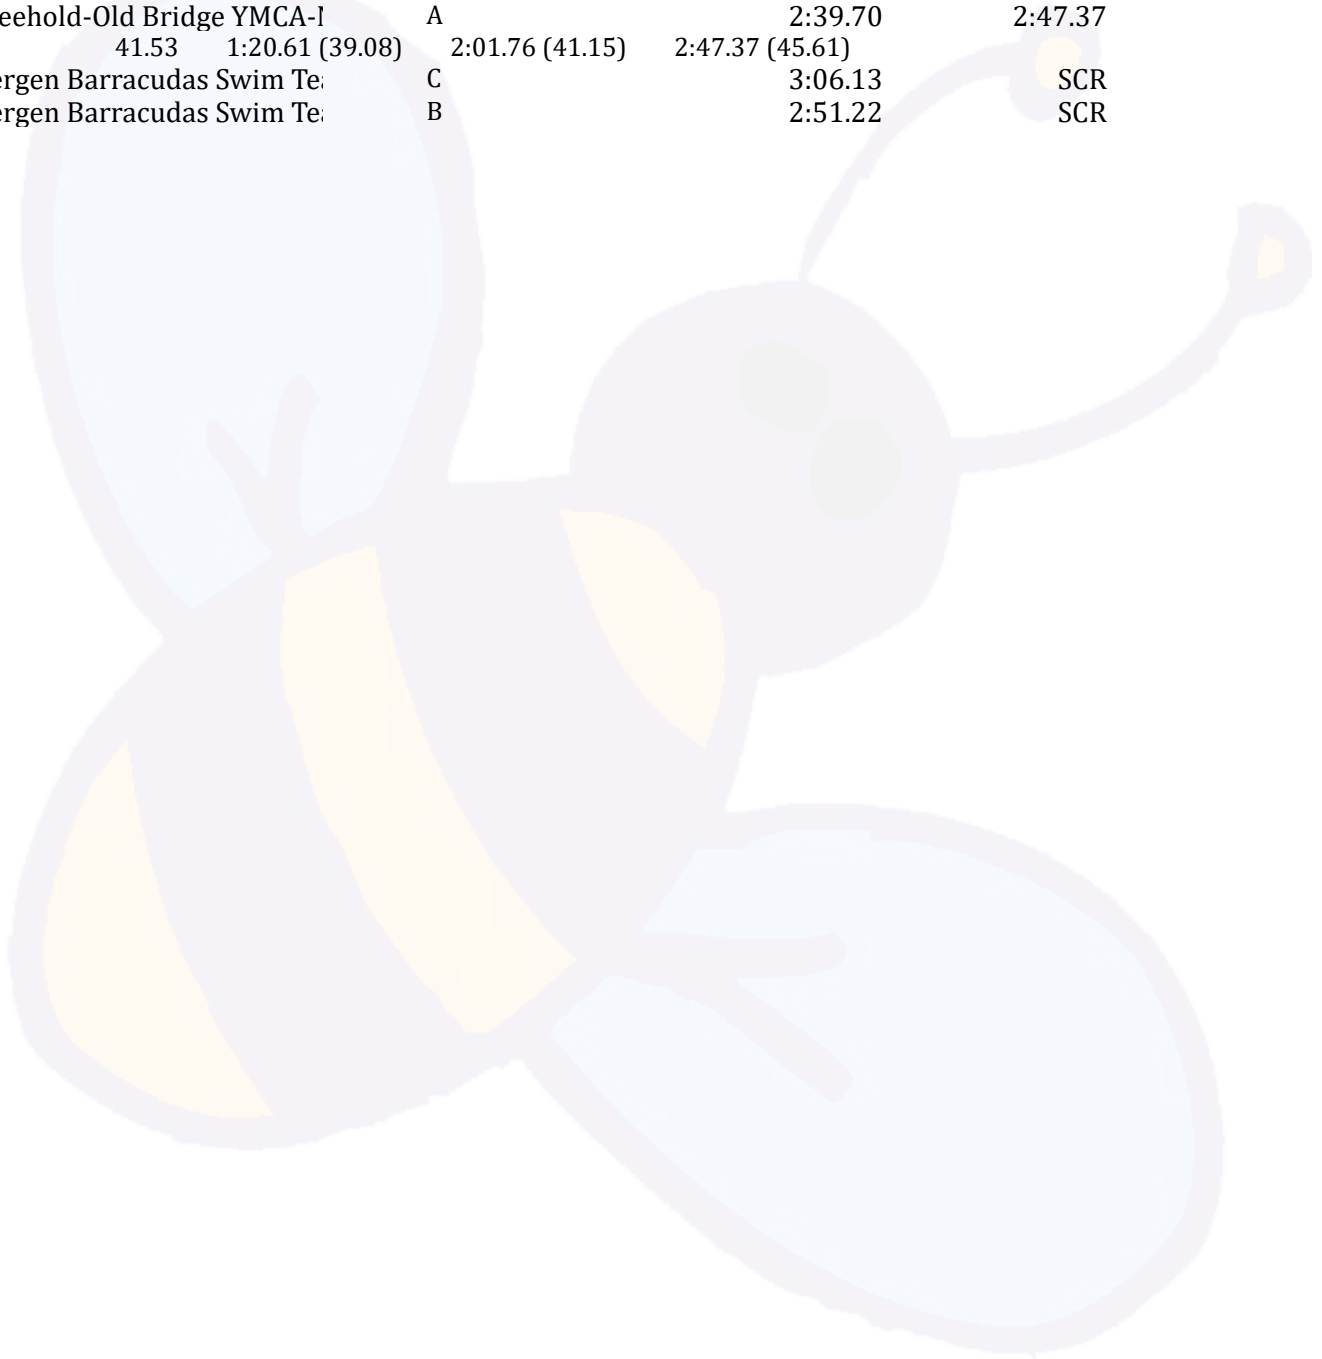 eehold-Old Bridge YMCA- A 2:39.70 2:47.37
41.53 1:20.61 (39.08) 2:01.76 (41.15) 2:47.37 (45.61)
ergen Barracudas Swim Te C 3:06.13 SCR
ergen Barracudas Swim Te B 2:51.22 SCR